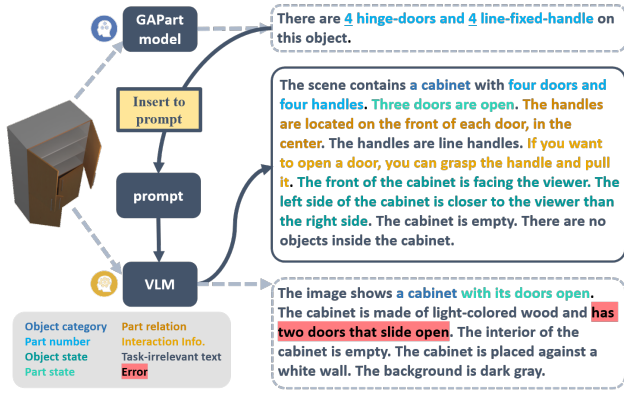 GAPart
model
There are 4 hinge-doors and 4 line-fixed-handle on
this object.
Insert to
prompt
prompt
VLM
The scene contains a cabinet with four doors and
four handles. Three doors are open. The handles
are located on the front of each door, in the
center. The handles are line handles. If you want
to open a door, you can grasp the handle and pull
it. The front of the cabinet is facing the viewer. The
left side of the cabinet is closer to the viewer than
the right side. The cabinet is empty. There are no
objects inside the cabinet.
The image shows a cabinet with its doors open.
The cabinet is made of light-colored wood and has
two doors that slide open. The interior of the
cabinet is empty. The cabinet is placed against a
white wall. The background is dark gray.
Object category
Part number
Object state
Part state
Part relation
Interaction Info.
Task-irrelevant text
Error